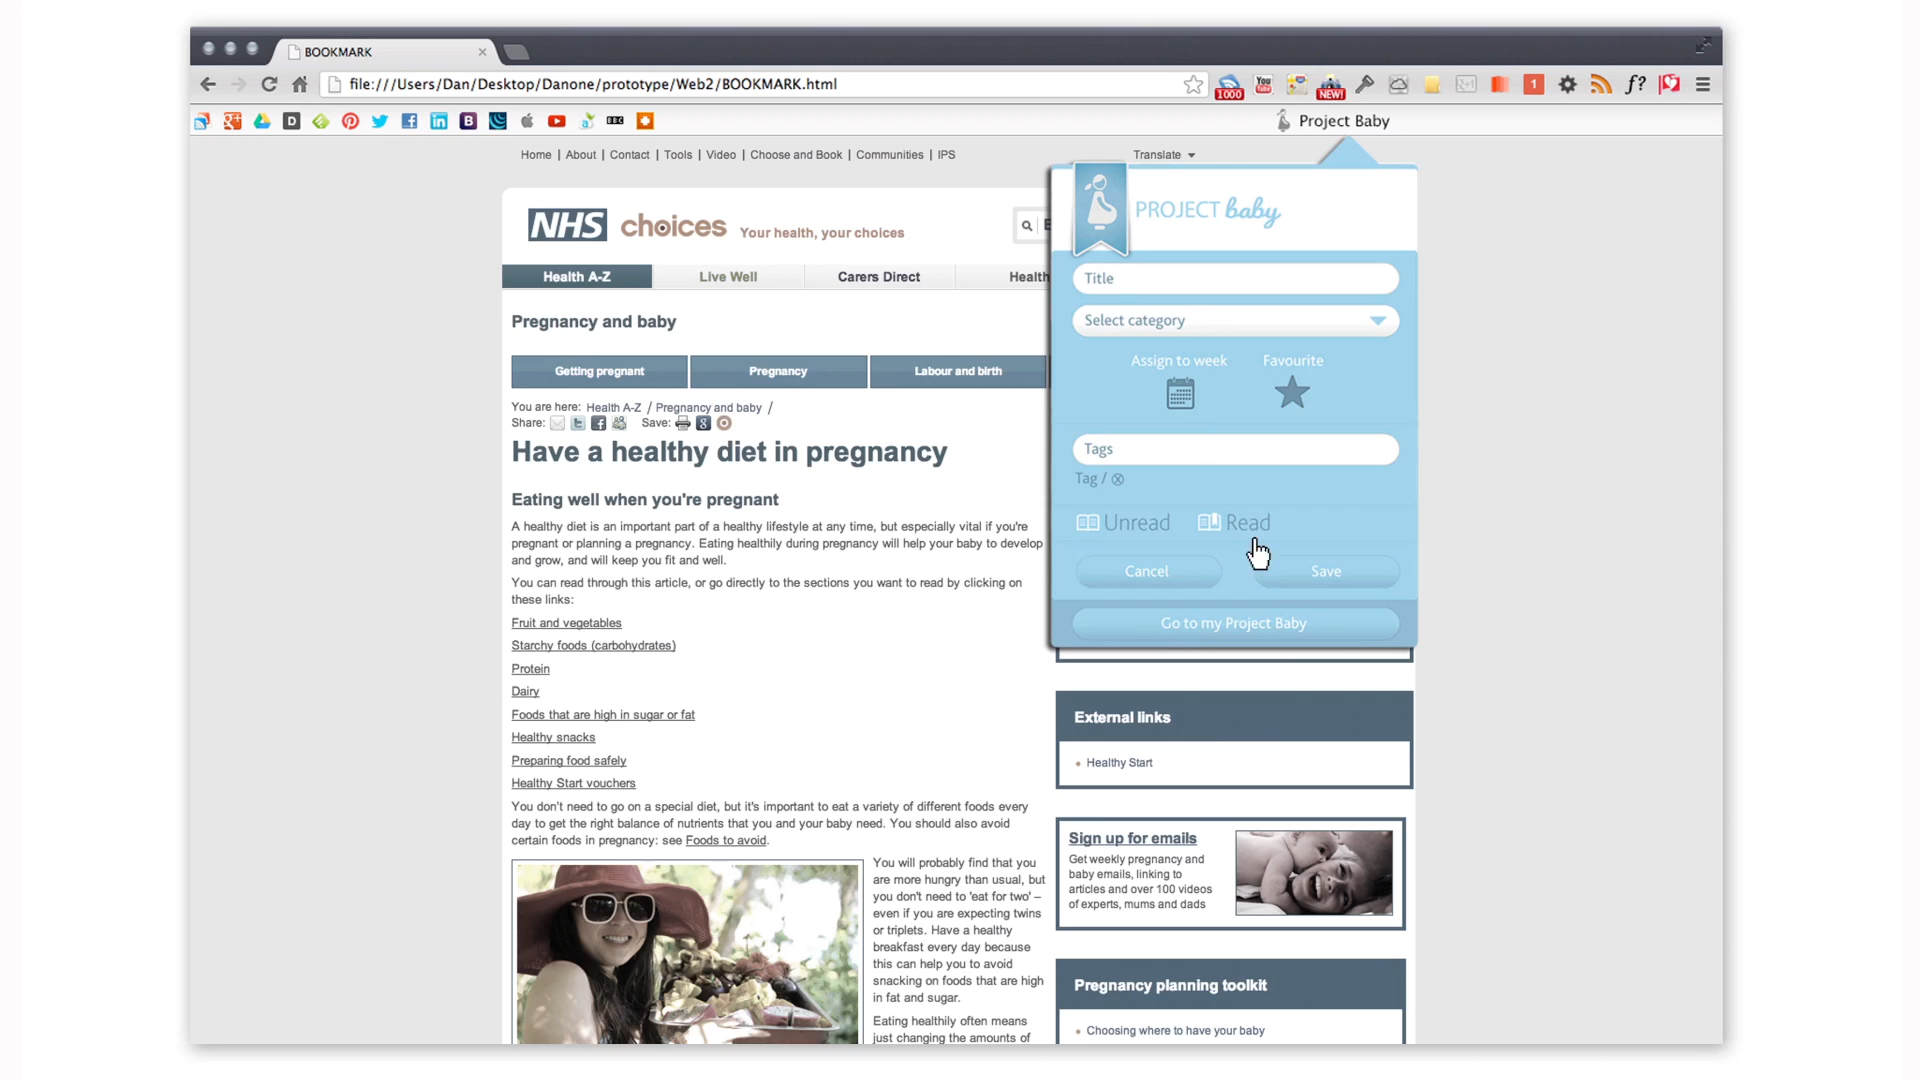 BOOKMARK
file:///Users/Dan/Desktop/Danone/prototype/Web2/BOOKMARK.html
1000
You
NEW!
1
f?
D
B
BBC
Project Baby
Home | About | Contact | Tools | Video | Choose and Book | Communities | IPS
Translate
NHS choices Your health, your choices
Health A-Z
Live Well
Carers Direct
Health
Pregnancy and baby
Getting pregnant
Pregnancy
Labour and birth
You are here: Health A-Z / Pregnancy and baby /
Share:
Save:
Have a healthy diet in pregnancy
Eating well when you're pregnant
A healthy diet is an important part of a healthy lifestyle at any time, but especially vital if you're
pregnant or planning a pregnancy. Eating healthily during pregnancy will help your baby to develop
and grow, and will keep you fit and well.
You can read through this article, or go directly to the sections you want to read by clicking on
these links:
Fruit and vegetables
Starchy foods (carbohydrates)
Protein
Dairy
Foods that are high in sugar or fat
Healthy snacks
Preparing food safely
Healthy Start vouchers
You don't need to go on a special diet, but it's important to eat a variety of different foods every
day to get the right balance of nutrients that you and your baby need. You should also avoid
certain foods in pregnancy: see Foods to avoid.
You will probably find that you
are more hungry than usual, but
you don't need to 'eat for two' –
even if you are expecting twins
or triplets. Have a healthy
breakfast every day because
this can help you to avoid
snacking on foods that are high
in fat and sugar.
Eating healthily often means
just changing the amounts of
PROJECT baby
Title
Select category
Assign to week
Favourite
Tags
Tag /
Unread
Read
Cancel
Save
Go to my Project Baby
External links
Healthy Start
Sign up for emails
Get weekly pregnancy and
baby emails, linking to
articles and over 100 videos
of experts, mums and dads
Pregnancy planning toolkit
Choosing where to have your baby